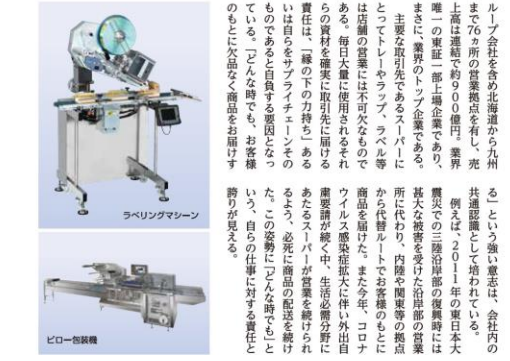 ループ会社を含め北海道から九州
まで76ヵ所の営業拠点を有し、売
上高は連結で約900億円。業界
唯一の東証一部上場企業であり、
まさに、業界のトップ企業である。
主要な取引先であるスーパーに
とってトレーやラップ、ラベル等
は店舗の営業には不可欠なもので
ある。毎日大量に使用されるそれ
らの資材を確実に取引先に届ける
責任は、「縁の下の力持ち」ある
いは自らをサプライチェーンその
ものであると自負する要因となっ
ている。「どんな時でも、お客様
のもとに欠品なく商品をお届けす
る」という強い意志は、会社内の
共通認識として培われている。
例えば、2011年の東日本大
震災での三陸沿岸部の復興時には
甚大な被害を受けた沿岸部の営業
所に代わり、内陸や関東等の拠点
から代替ルートでお客様のもとに
商品を届けた。また今年、コロナ
ウイルス感染症拡大に伴い外出自
粛要請が続く中、生活必需分野に
あたるスーパーが営業を続けられ
るよう、必死に商品の配送を続け
た。この姿勢に「どんな時でも」と
いう、自らの仕事に対する責任と
誇りが見える。
ラベリングマシーン
ピロー包装機